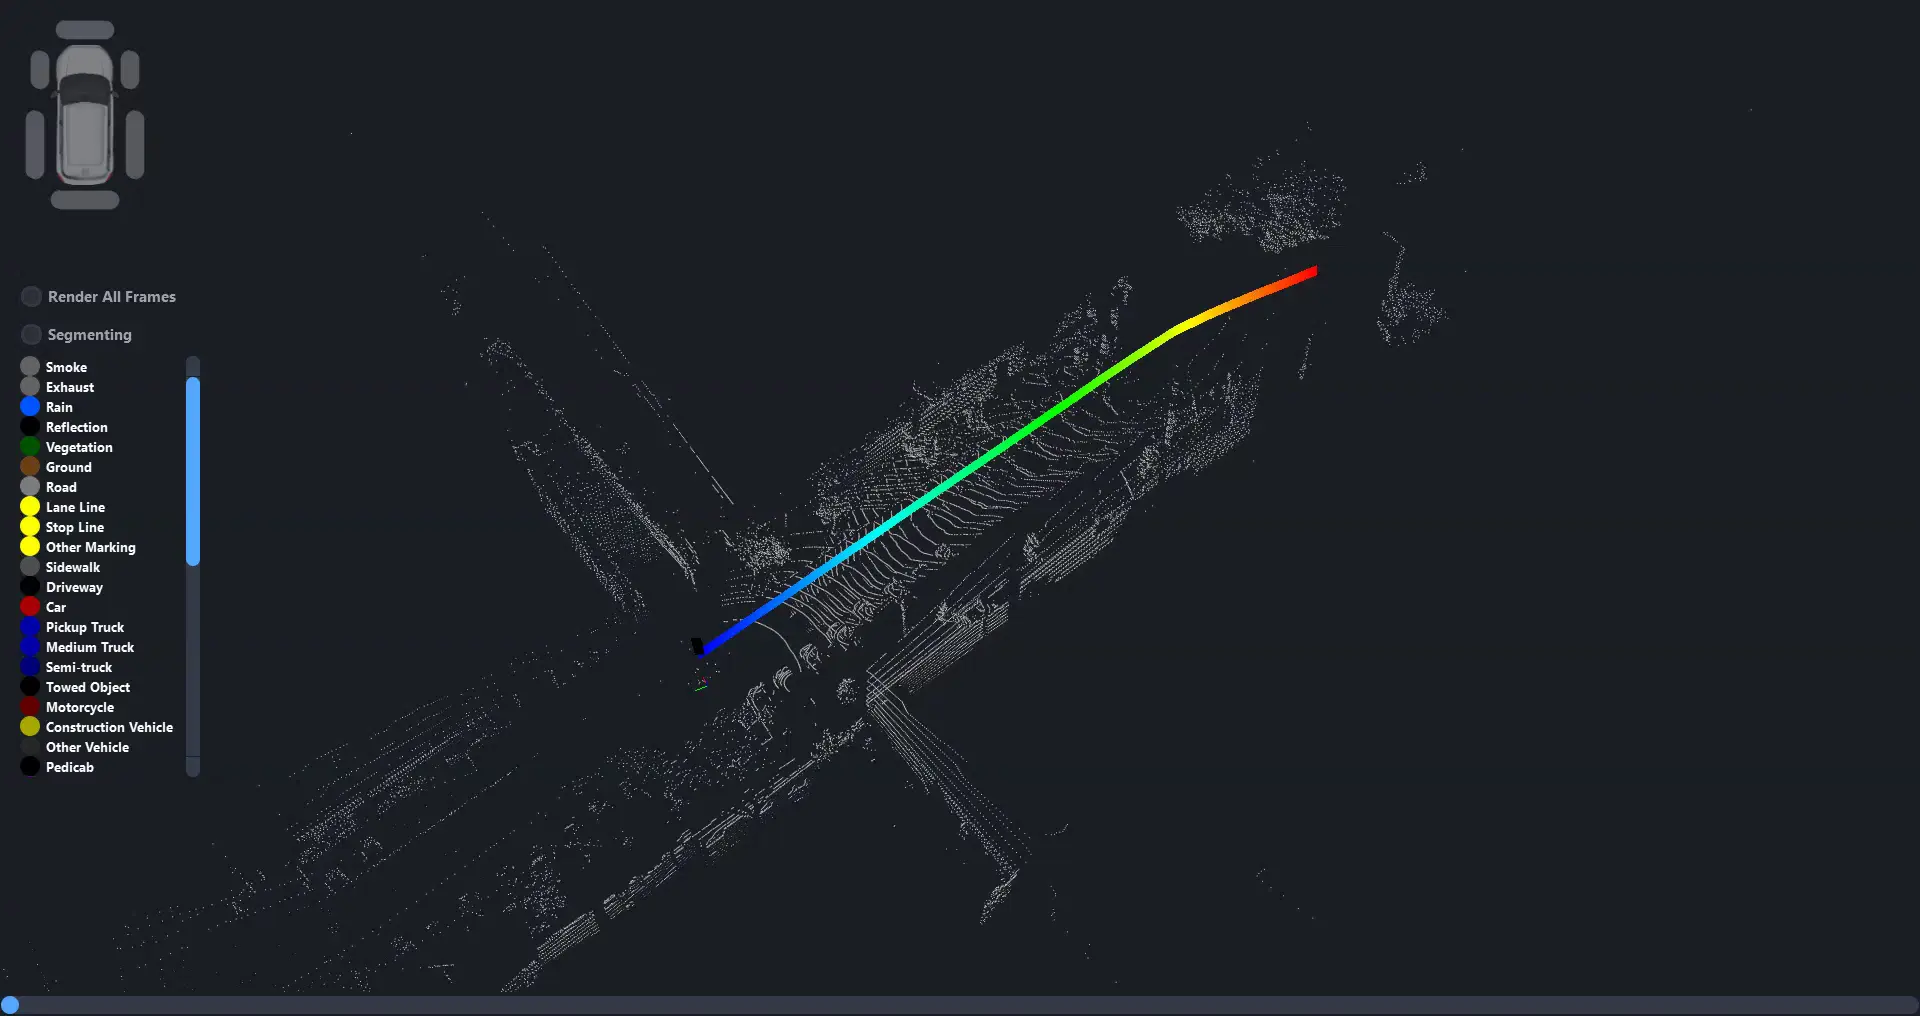 Render All Frames
Segmenting
Smoke
Exhaust
Rain
Reflection
Vegetation
Ground
Road
Lane Line
Stop Line
Other Marking
Sidewalk
Driveway
Car
Pickup Truck
Medium Truck
Semi-truck
Towed Object
Motorcycle
Construction Vehicle
Other Vehicle
Pedicab